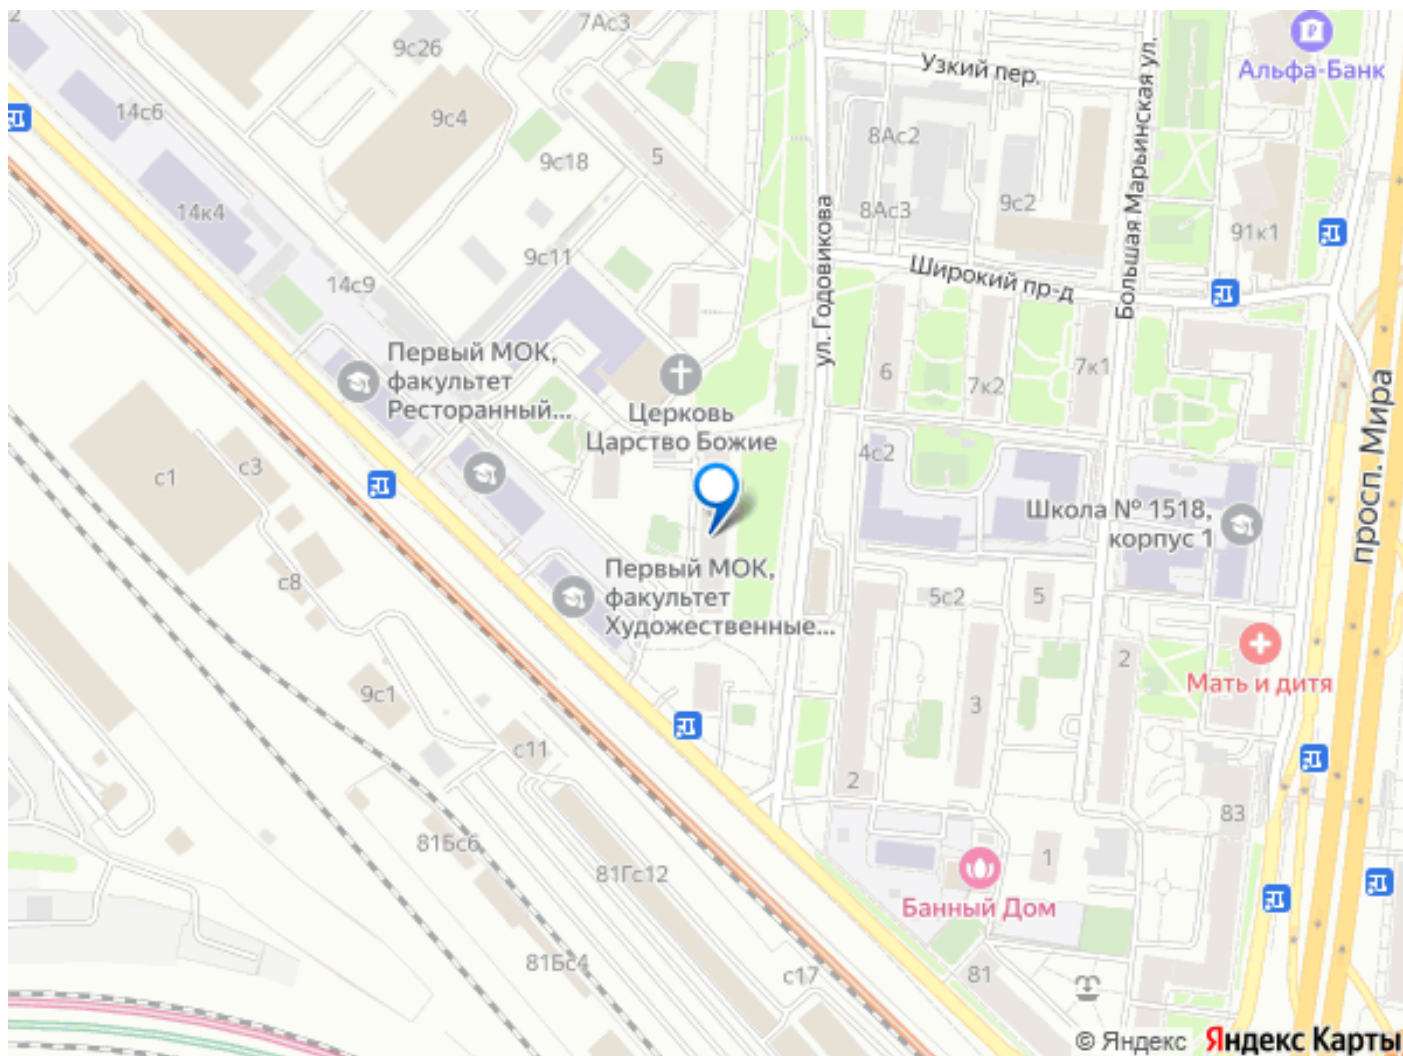 7Ас3
9с26
Узкий пер.
Альфа-Банк
14с6
9с4
8Ас2
9с18
5
14к4
8Ас3
9с2
Большая Марьинская ул.
ул. Годовикова
91к1
9с11
14с9
Широкий пр-д
Первый МОК,
факультет
Ресторанный...
6
7к2
7к1
просп. Мира
Церковь
Царство Божие
с1
с3
4с2
Школа № 1518,
корпус 1
с8
Первый МОК,
факультет
Художественные...
5с2
5
2
Мать и дитя
9с1
3
с11
2
83
81Бс6
81Гс12
1
Банный Дом
81Бс4
с17
81
© Яндекс Яндекс Карты